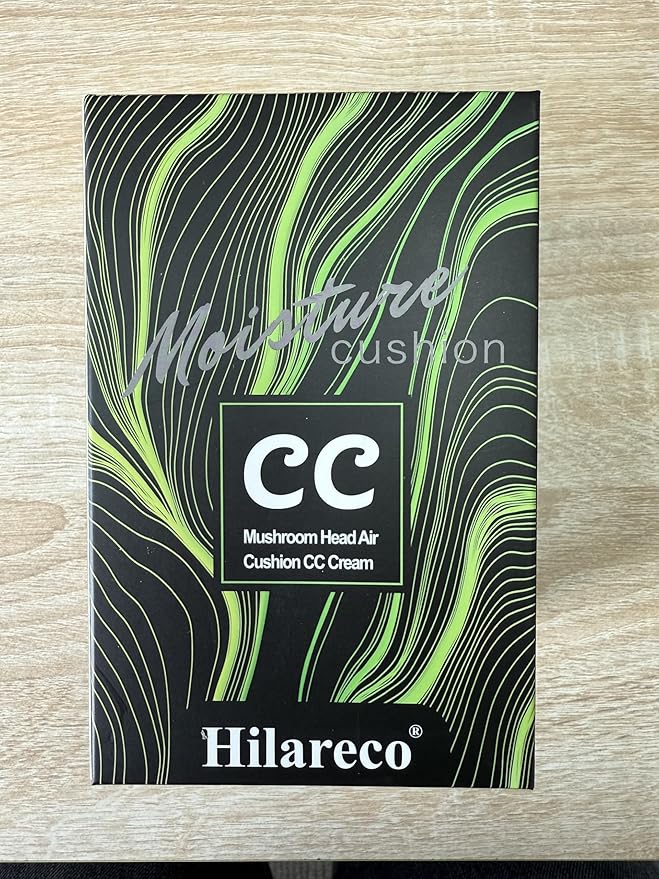 Moisture
cushion
CC
Mushroom Head Air
Cushion CC Cream
Hilareco®